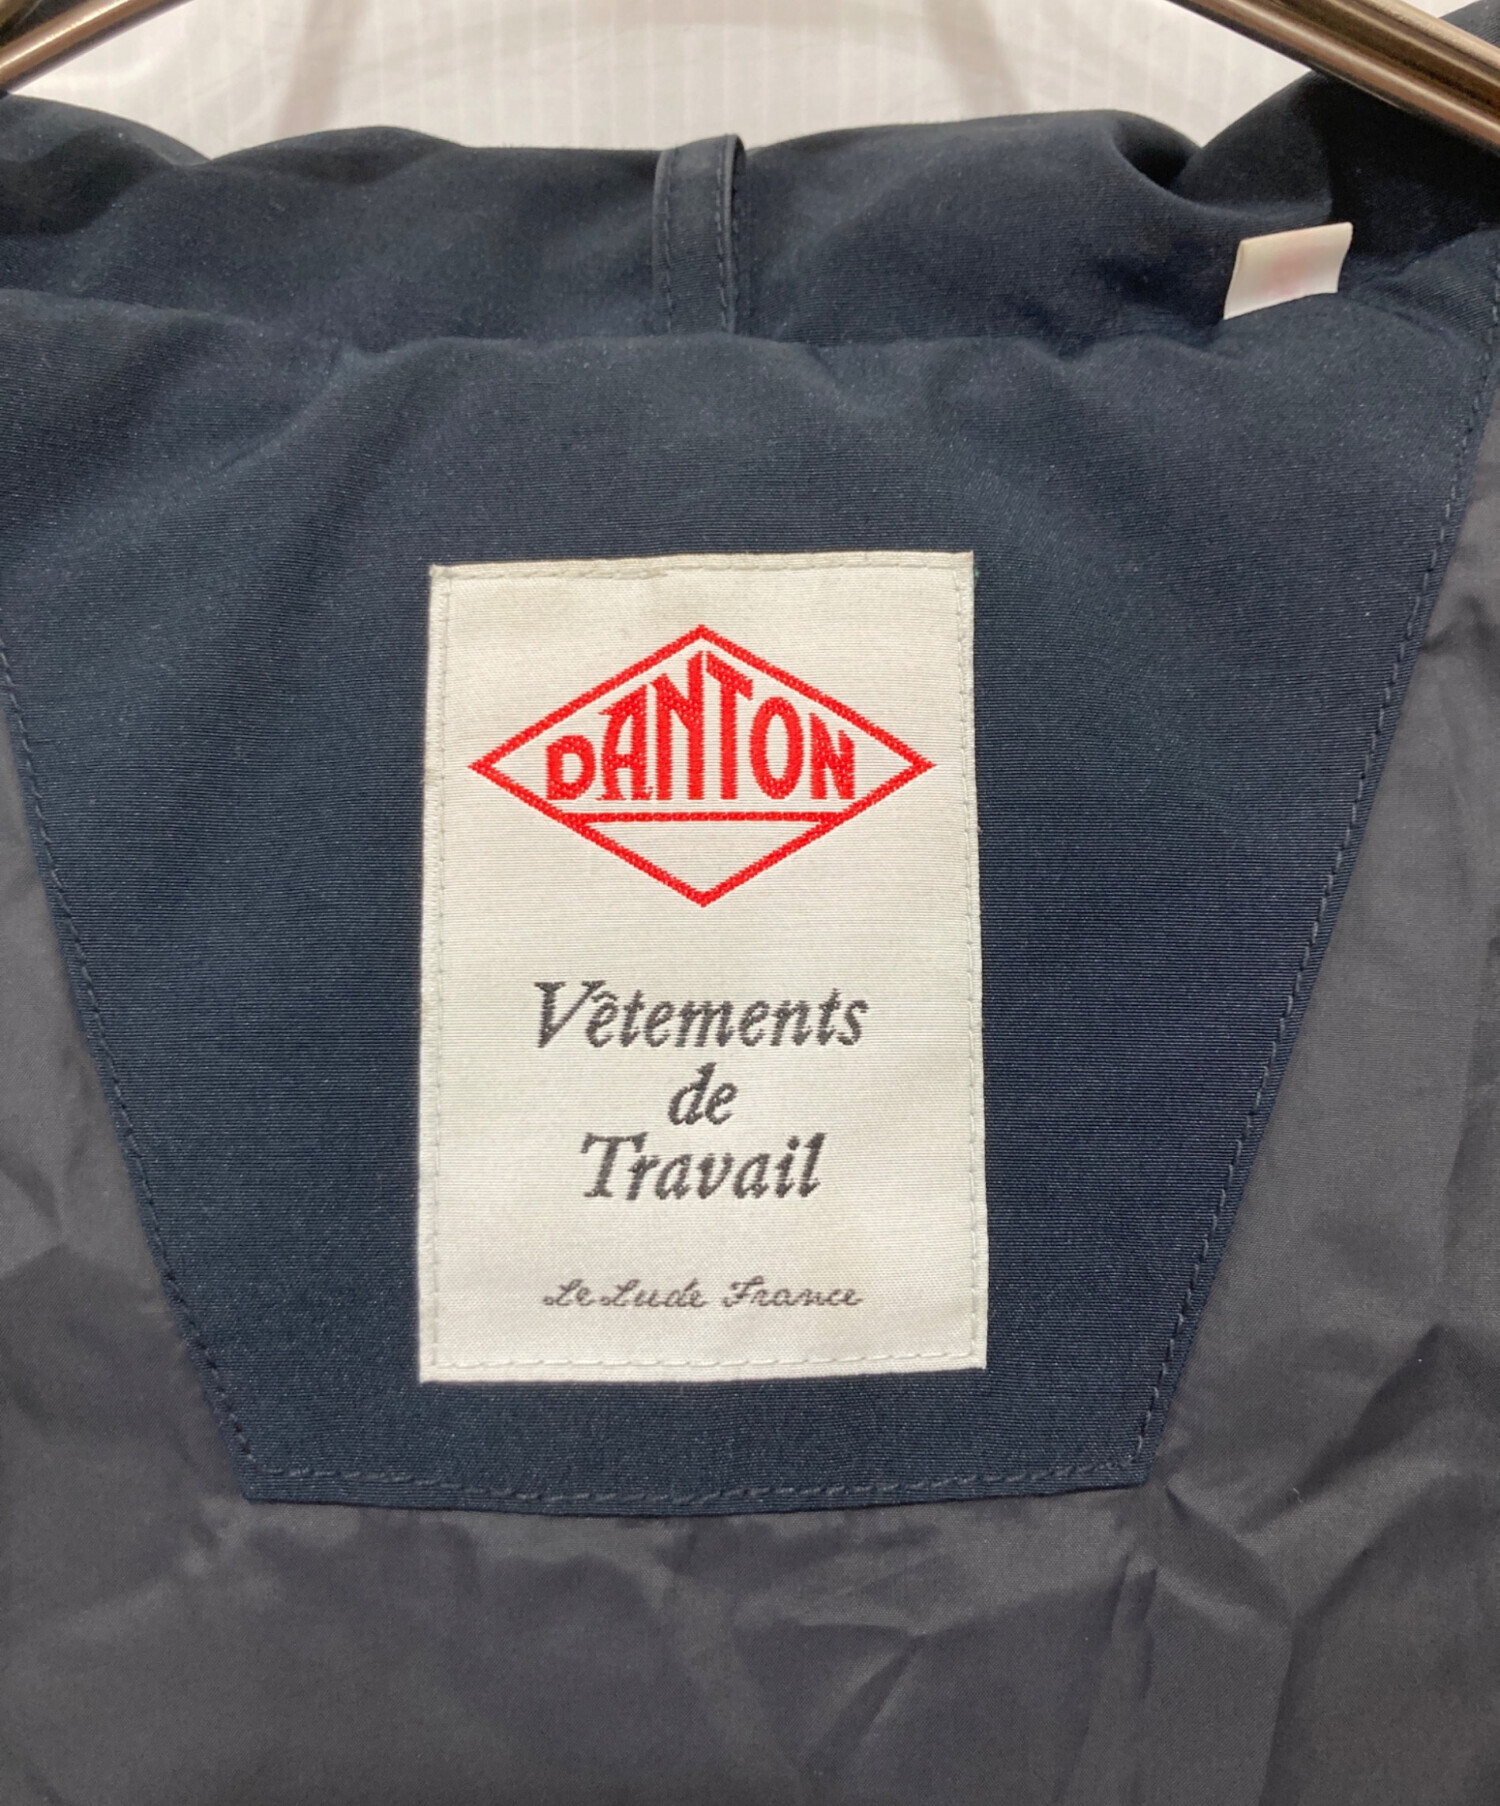 DANTON
Vêtements
de
Travail
Le Lude France